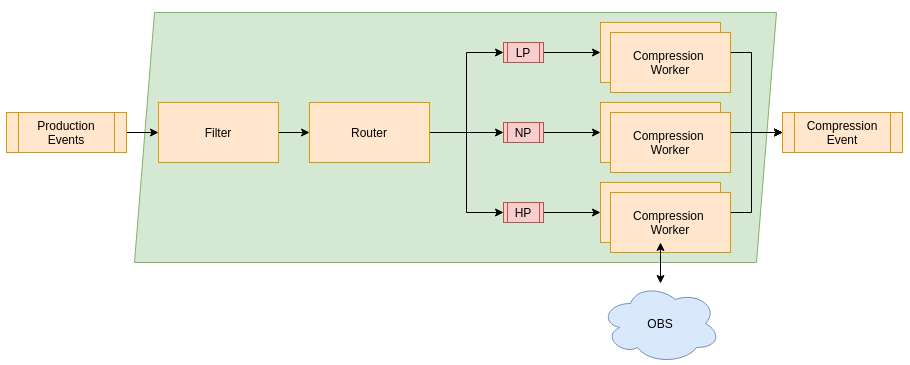 Production
Events
Filter
Router
LP
NP
HP
Compression
Worker
Compression
Worker
Compression
Worker
Compression
Event
OBS